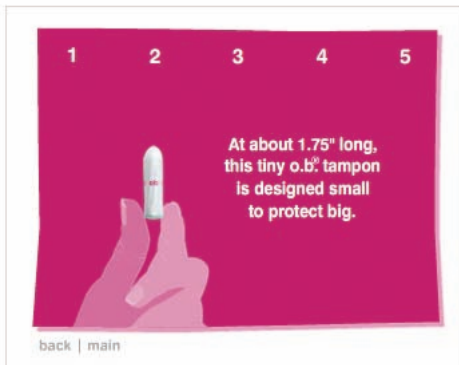 1 2 3 4 5
At about 1.75" long,
this tiny o.b.® tampon
is designed small
to protect big.
o.b.
back | main